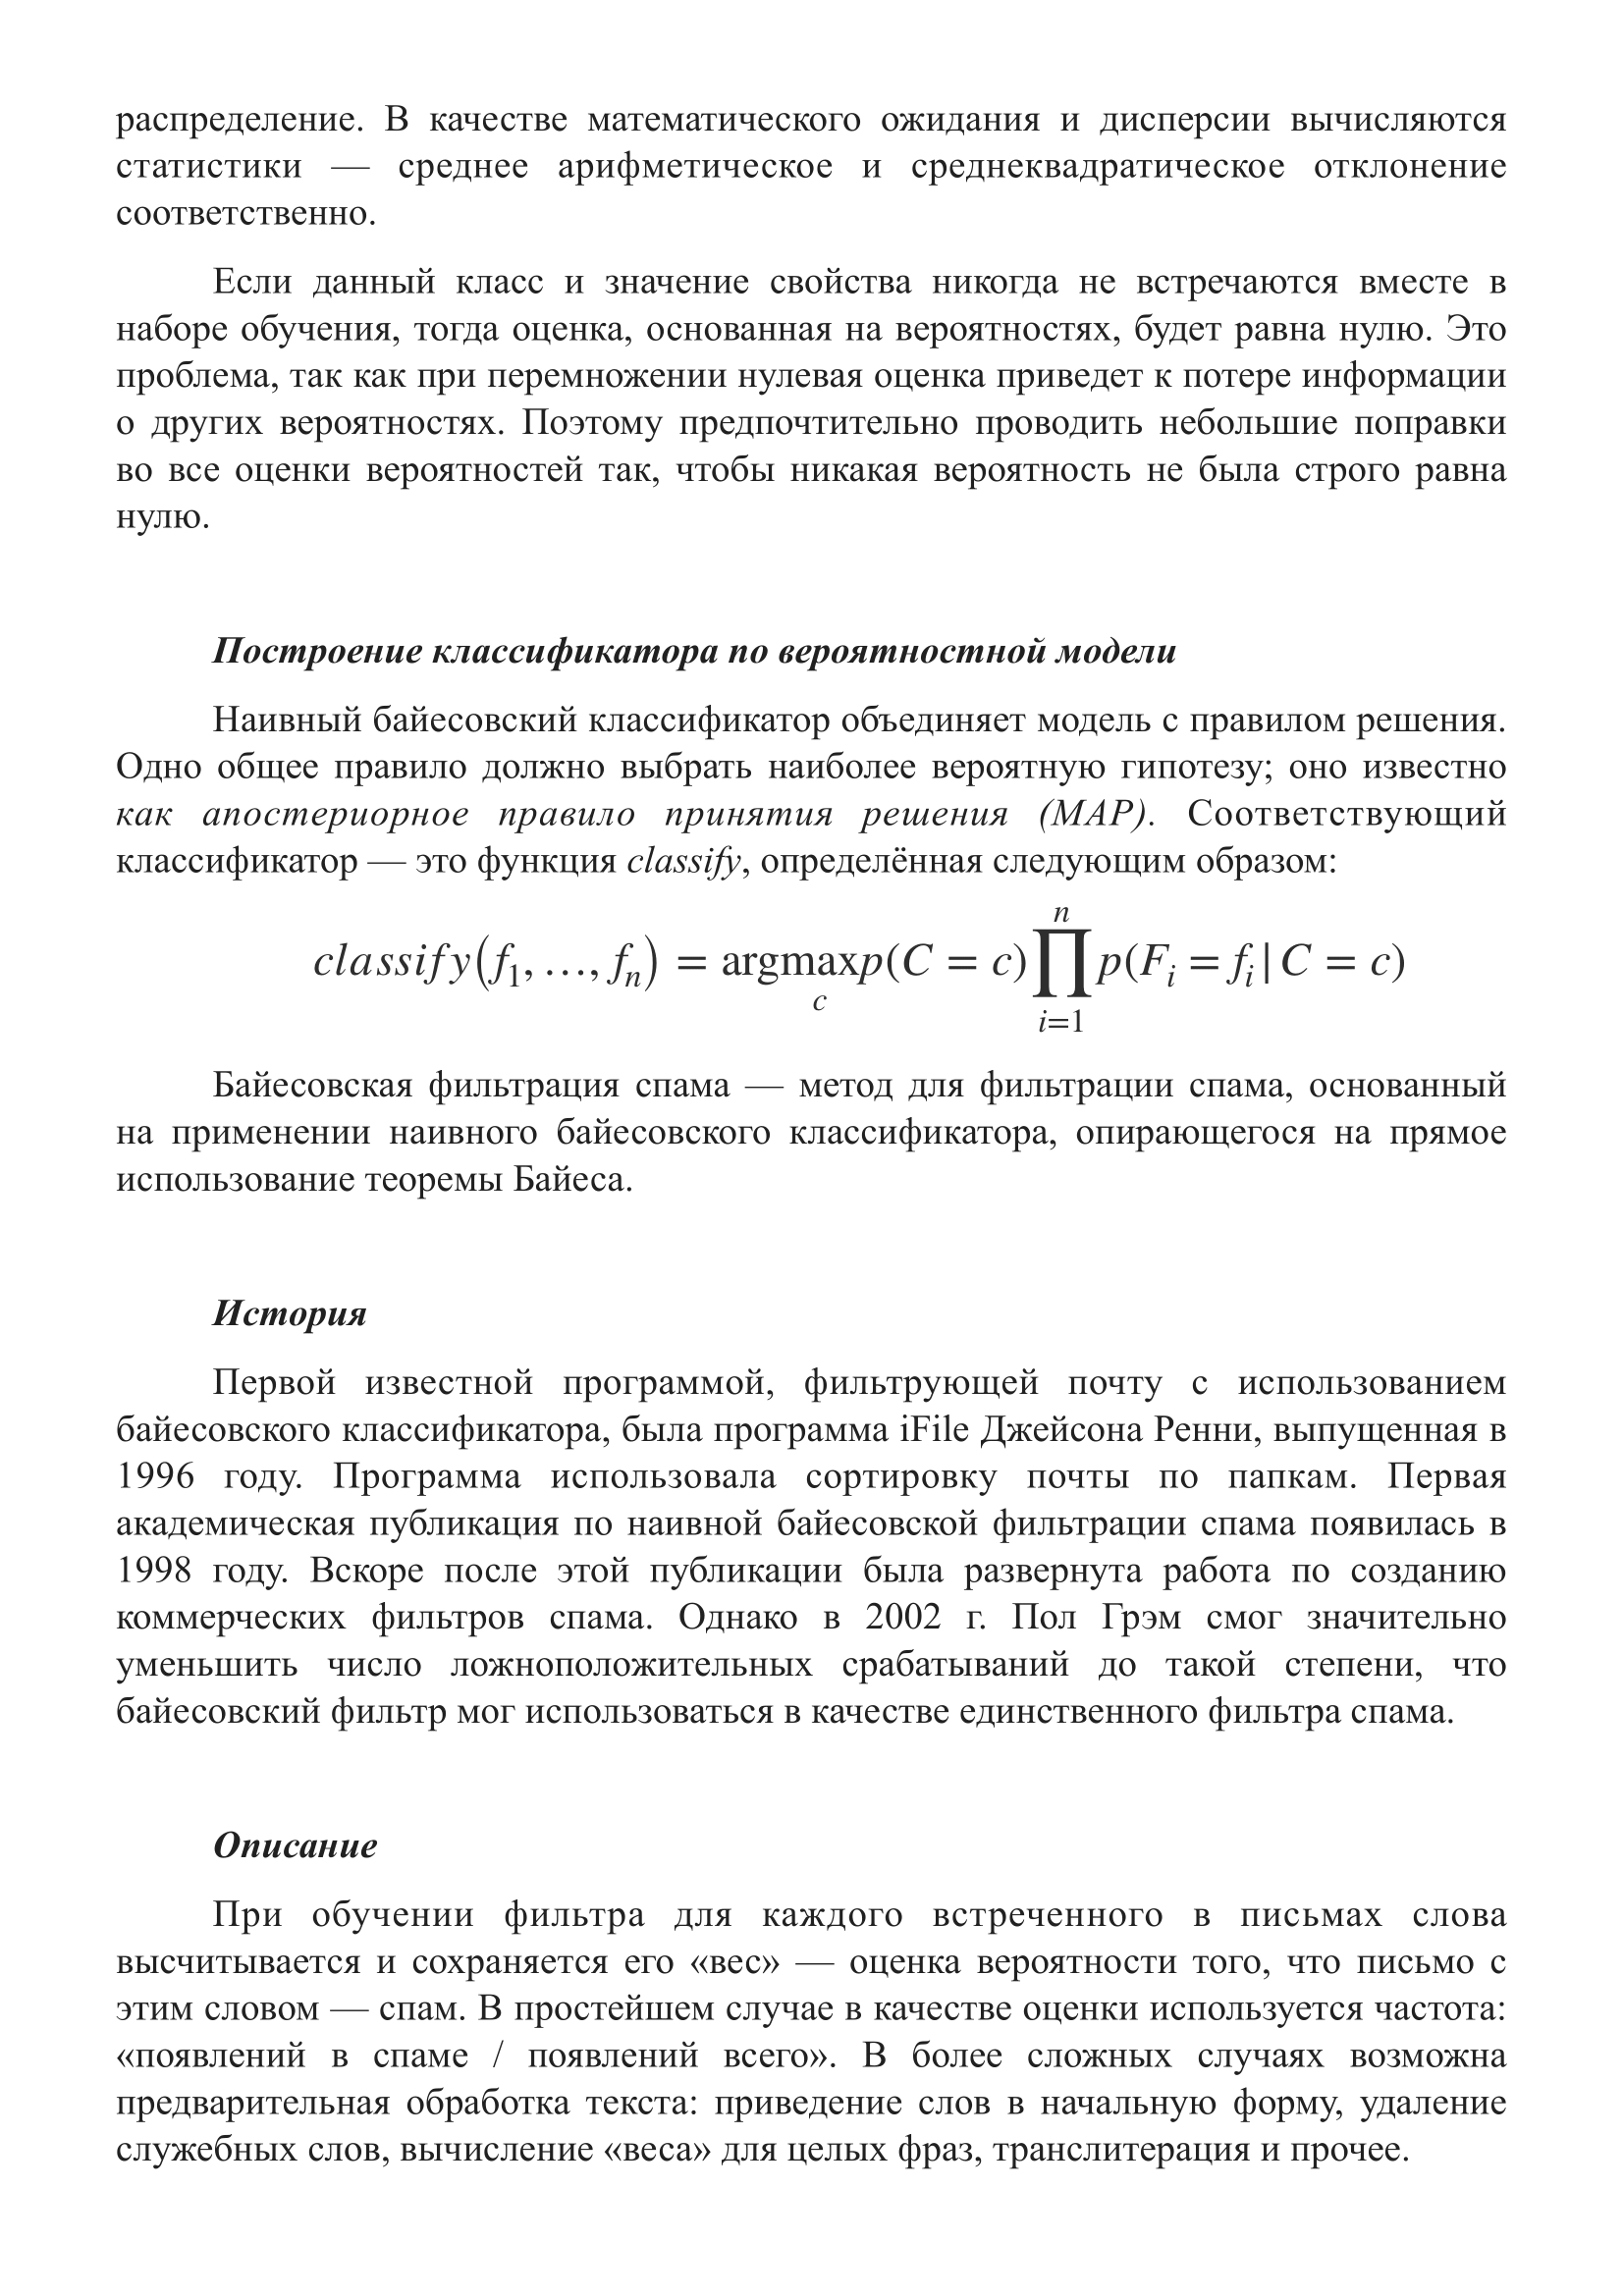 распределение. В качестве математического ожидания и дисперсии вычисляются
статистики — среднее арифметическое и среднеквадратическое отклонение
соответственно.
Если данный класс и значение свойства никогда не встречаются вместе в
наборе обучения, тогда оценка, основанная на вероятностях, будет равна нулю. Это
проблема, так как при перемножении нулевая оценка приведет к потере информации
о других вероятностях. Поэтому предпочтительно проводить небольшие поправки
во все оценки вероятностей так, чтобы никакая вероятность не была строго равна
нулю.
Построение классификатора по вероятностной модели
Наивный байесовский классификатор объединяет модель с правилом решения.
Одно общее правило должно выбрать наиболее вероятную гипотезу; оно известно
как апостериорное правило принятия решения (MAP). Соответствующий
классификатор — это функция classify, определённая следующим образом:
classify(f₁, …, fₙ) = argmax_c p(C = c) ∏_{i=1}^{n} p(F_i = f_i | C = c)
Байесовская фильтрация спама — метод для фильтрации спама, основанный
на применении наивного байесовского классификатора, опирающегося на прямое
использование теоремы Байеса.
История
Первой известной программой, фильтрующей почту с использованием
байесовского классификатора, была программа iFile Джейсона Ренни, выпущенная в
1996 году. Программа использовала сортировку почты по папкам. Первая
академическая публикация по наивной байесовской фильтрации спама появилась в
1998 году. Вскоре после этой публикации была развернута работа по созданию
коммерческих фильтров спама. Однако в 2002 г. Пол Грэм смог значительно
уменьшить число ложноположительных срабатываний до такой степени, что
байесовский фильтр мог использоваться в качестве единственного фильтра спама.
Описание
При обучении фильтра для каждого встреченного в письмах слова
высчитывается и сохраняется его «вес» — оценка вероятности того, что письмо с
этим словом — спам. В простейшем случае в качестве оценки используется частота:
«появлений в спаме / появлений всего». В более сложных случаях возможна
предварительная обработка текста: приведение слов в начальную форму, удаление
служебных слов, вычисление «веса» для целых фраз, транслитерация и прочее.